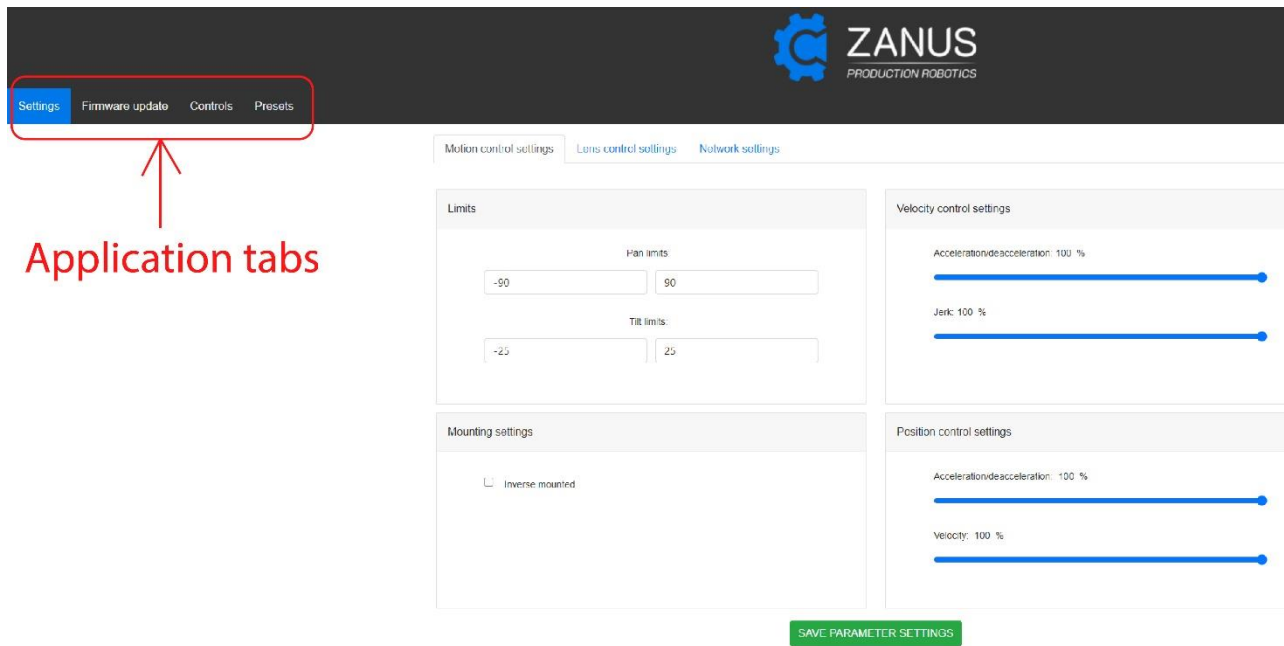 ZANUS
PRODUCTION ROBOTICS
Settings Firmware update Controls Presets
Application tabs
Motion control settings Lens control settings Network settings
Limits
Pan limits:
-90 90
Tilt limits:
-25 25
Velocity control settings
Acceleration/deacceleration: 100 %
Jerk: 100 %
Mounting settings
Inverse mounted
Position control settings
Acceleration/deacceleration: 100 %
Velocity: 100 %
SAVE PARAMETER SETTINGS